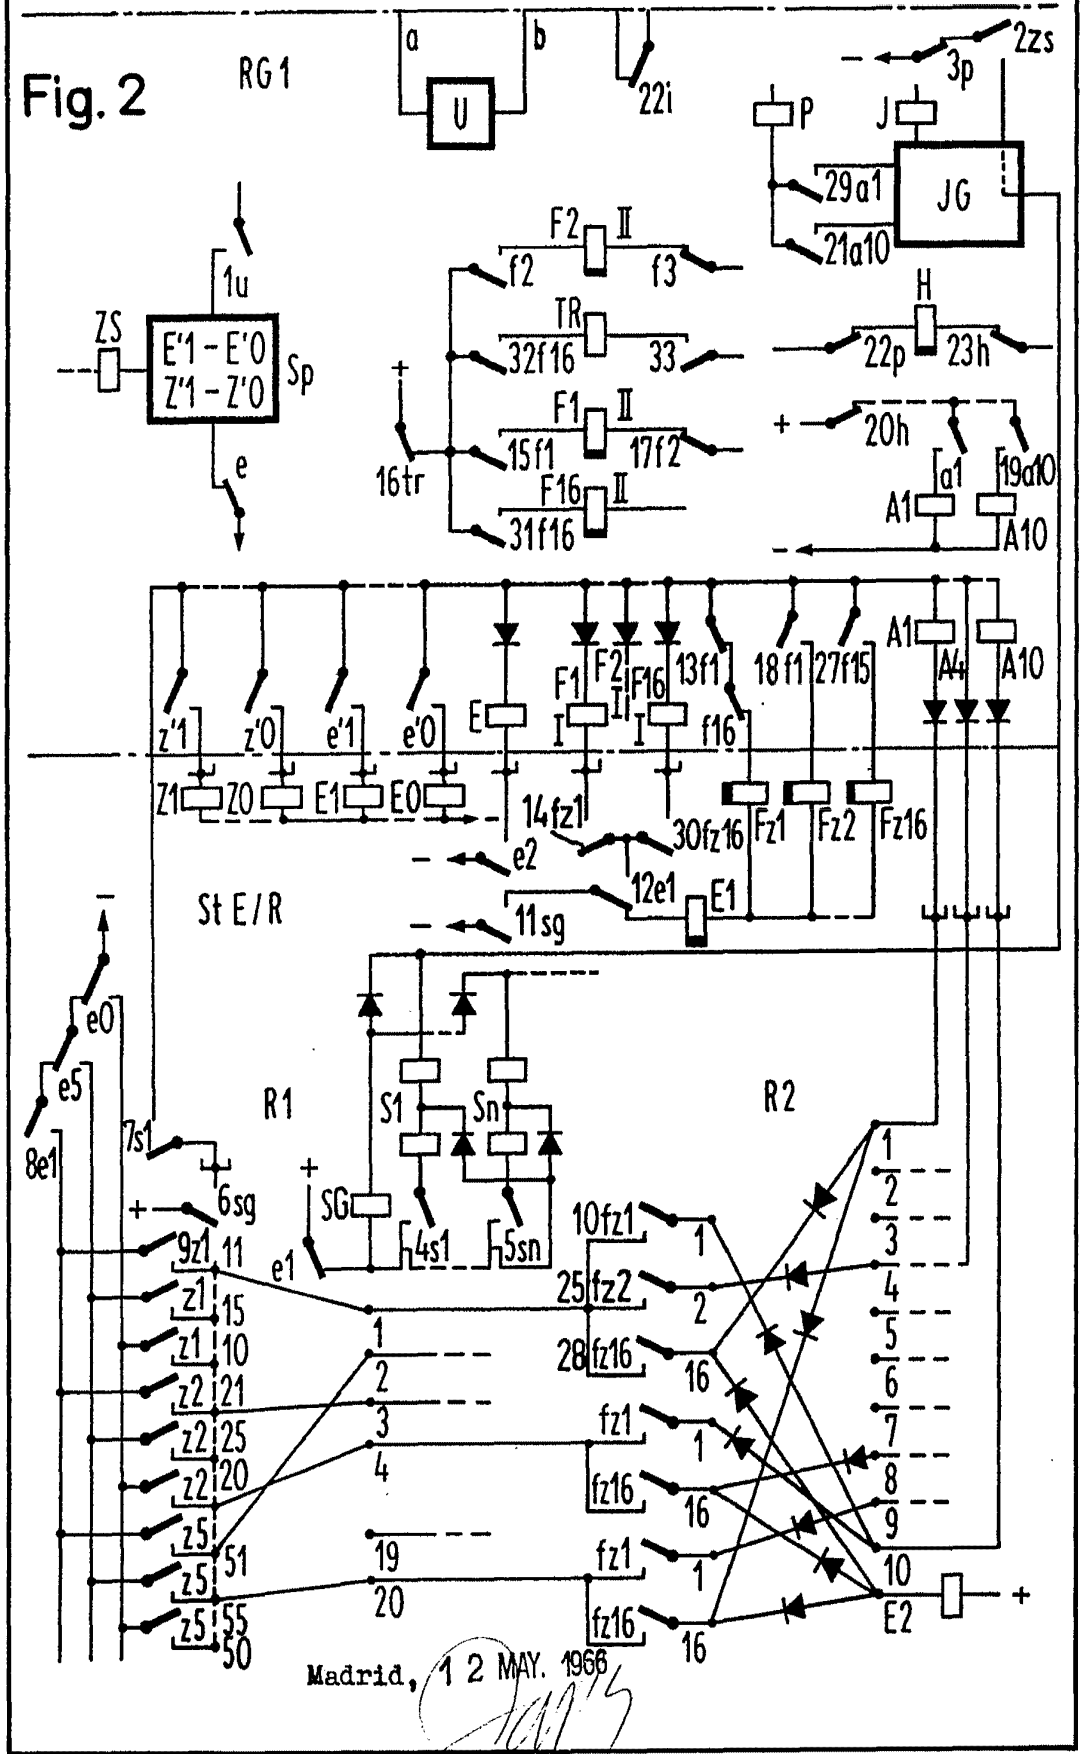 Fig. 2
RG1
a
b
U
22i
2zs
3p
P
J
29a1
JG
21a10
1u
F2 II
f2
f3
ZS
E'1 - E'0
Z'1 - Z'0
Sp
TR
32f16
33
H
22p
23h
+
16tr
F1 II
15f1
17f2
+
20h
a1
19a10
e
F16 II
31f16
A1
A10
-
z'1
z'0
e'1
e'0
E
F1
I
F2
I
F16
I
13f1
f16
18f1
27f15
A1
A4
A10
Z1
Z0
E1
E0
14fz1
30fz16
Fz1
Fz2
Fz16
-
e2
12e1
E1
St E/R
-
11sg
-
e0
e5
8e1
R1
S1
Sn
R2
7s1
6sg
+
+
SG
e1
4s1
5sn
9z1
11
z1
15
z1
10
z2
21
z2
25
z2
20
z5
51
z5
55
z5
50
1
2
3
4
19
20
10fz1
1
25
fz2
2
28
fz16
16
fz1
1
fz16
16
fz1
1
fz16
16
1
2
3
4
5
6
7
8
9
10
E2
+
Madrid, 12 MAY. 1966